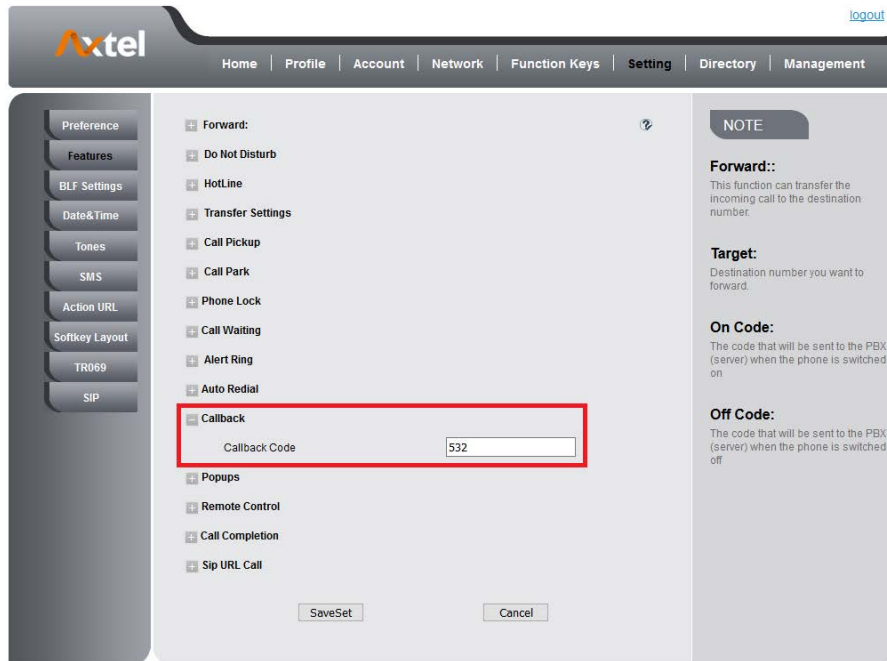 logout
Axtel
Home | Profile | Account | Network | Function Keys | Setting | Directory | Management
Preference
Features
BLF Settings
Date&Time
Tones
SMS
Action URL
Softkey Layout
TR069
SIP
Forward:
Do Not Disturb
HotLine
Transfer Settings
Call Pickup
Call Park
Phone Lock
Call Waiting
Alert Ring
Auto Redial
Callback
Callback Code 532
Popups
Remote Control
Call Completion
Sip URL Call
SaveSet Cancel
NOTE
Forward::
This function can transfer the
incoming call to the destination
number.
Target:
Destination number you want to
forward.
On Code:
The code that will be sent to the PBX
(server) when the phone is switched
on
Off Code:
The code that will be sent to the PBX
(server) when the phone is switched
off